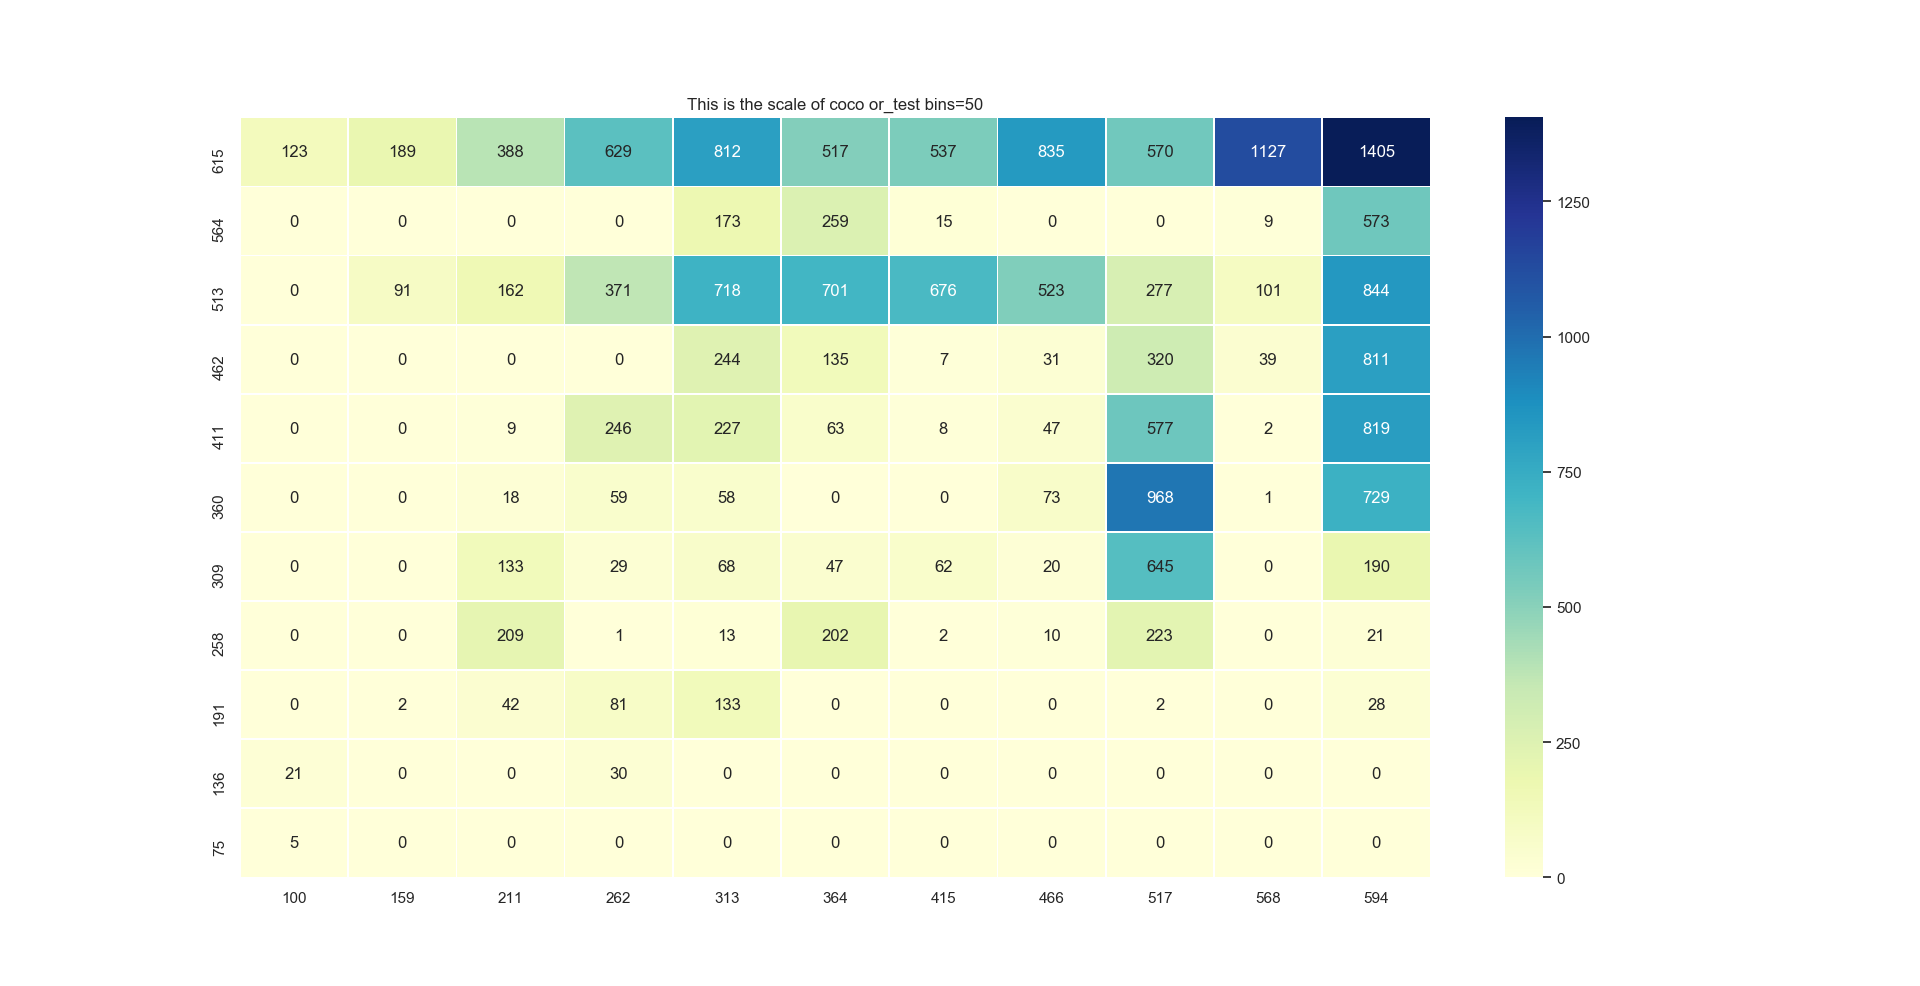 This is the scale of coco or_test bins=50
615 123 189 388 629 812 517 537 835 570 1127 1405
564 0 0 0 0 173 259 15 0 0 9 573
513 0 91 162 371 718 701 676 523 277 101 844
462 0 0 0 0 244 135 7 31 320 39 811
411 0 0 9 246 227 63 8 47 577 2 819
360 0 0 18 59 58 0 0 73 968 1 729
309 0 0 133 29 68 47 62 20 645 0 190
258 0 0 209 1 13 202 2 10 223 0 21
191 0 2 42 81 133 0 0 0 2 0 28
136 21 0 0 30 0 0 0 0 0 0 0
75 5 0 0 0 0 0 0 0 0 0 0
100 159 211 262 313 364 415 466 517 568 594
1250
1000
750
500
250
0